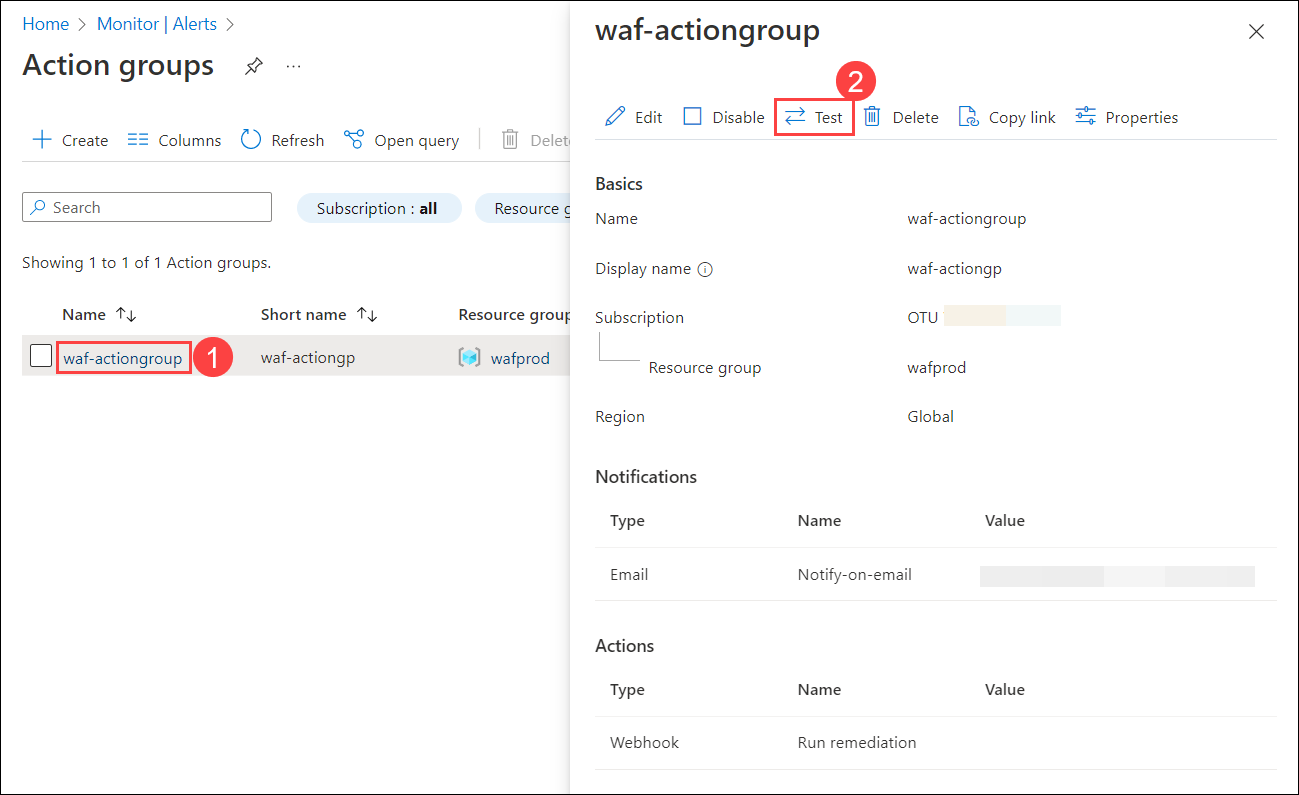 Home > Monitor | Alerts >
Action groups ...
Create Columns Refresh Open query Delete
Search Subscription : all Resource g
Showing 1 to 1 of 1 Action groups.
Name Short name Resource group
waf-actiongroup 1 waf-actiongp wafprod
waf-actiongroup
2
Edit Disable Test Delete Copy link Properties
Basics
Name waf-actiongroup
Display name waf-actiongp
Subscription OTU
Resource group wafprod
Region Global
Notifications
Type Name Value
Email Notify-on-email
Actions
Type Name Value
Webhook Run remediation